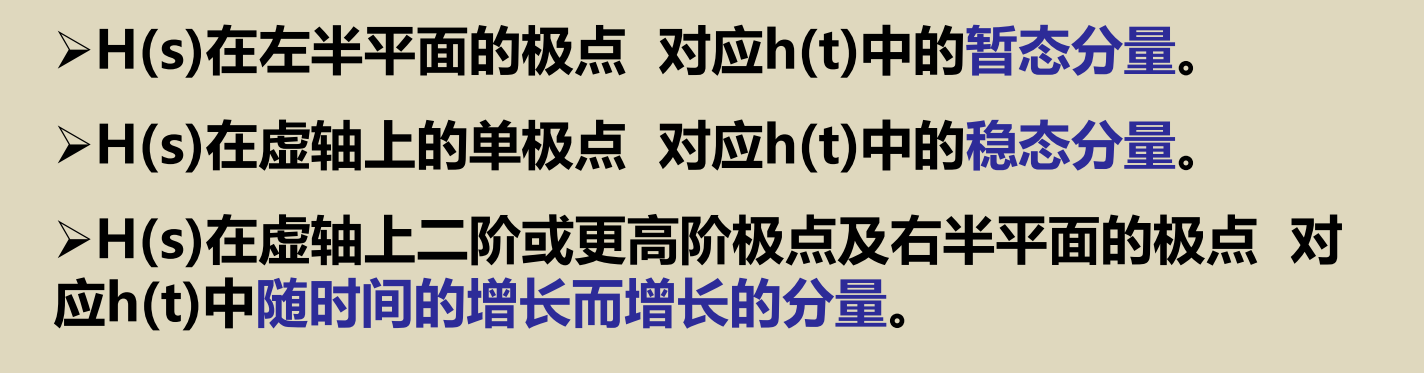 ➢H(s)在左半平面的极点 对应h(t)中的暂态分量。
➢H(s)在虚轴上的单极点 对应h(t)中的稳态分量。
➢H(s)在虚轴上二阶或更高阶极点及右半平面的极点 对
应h(t)中随时间的增长而增长的分量。